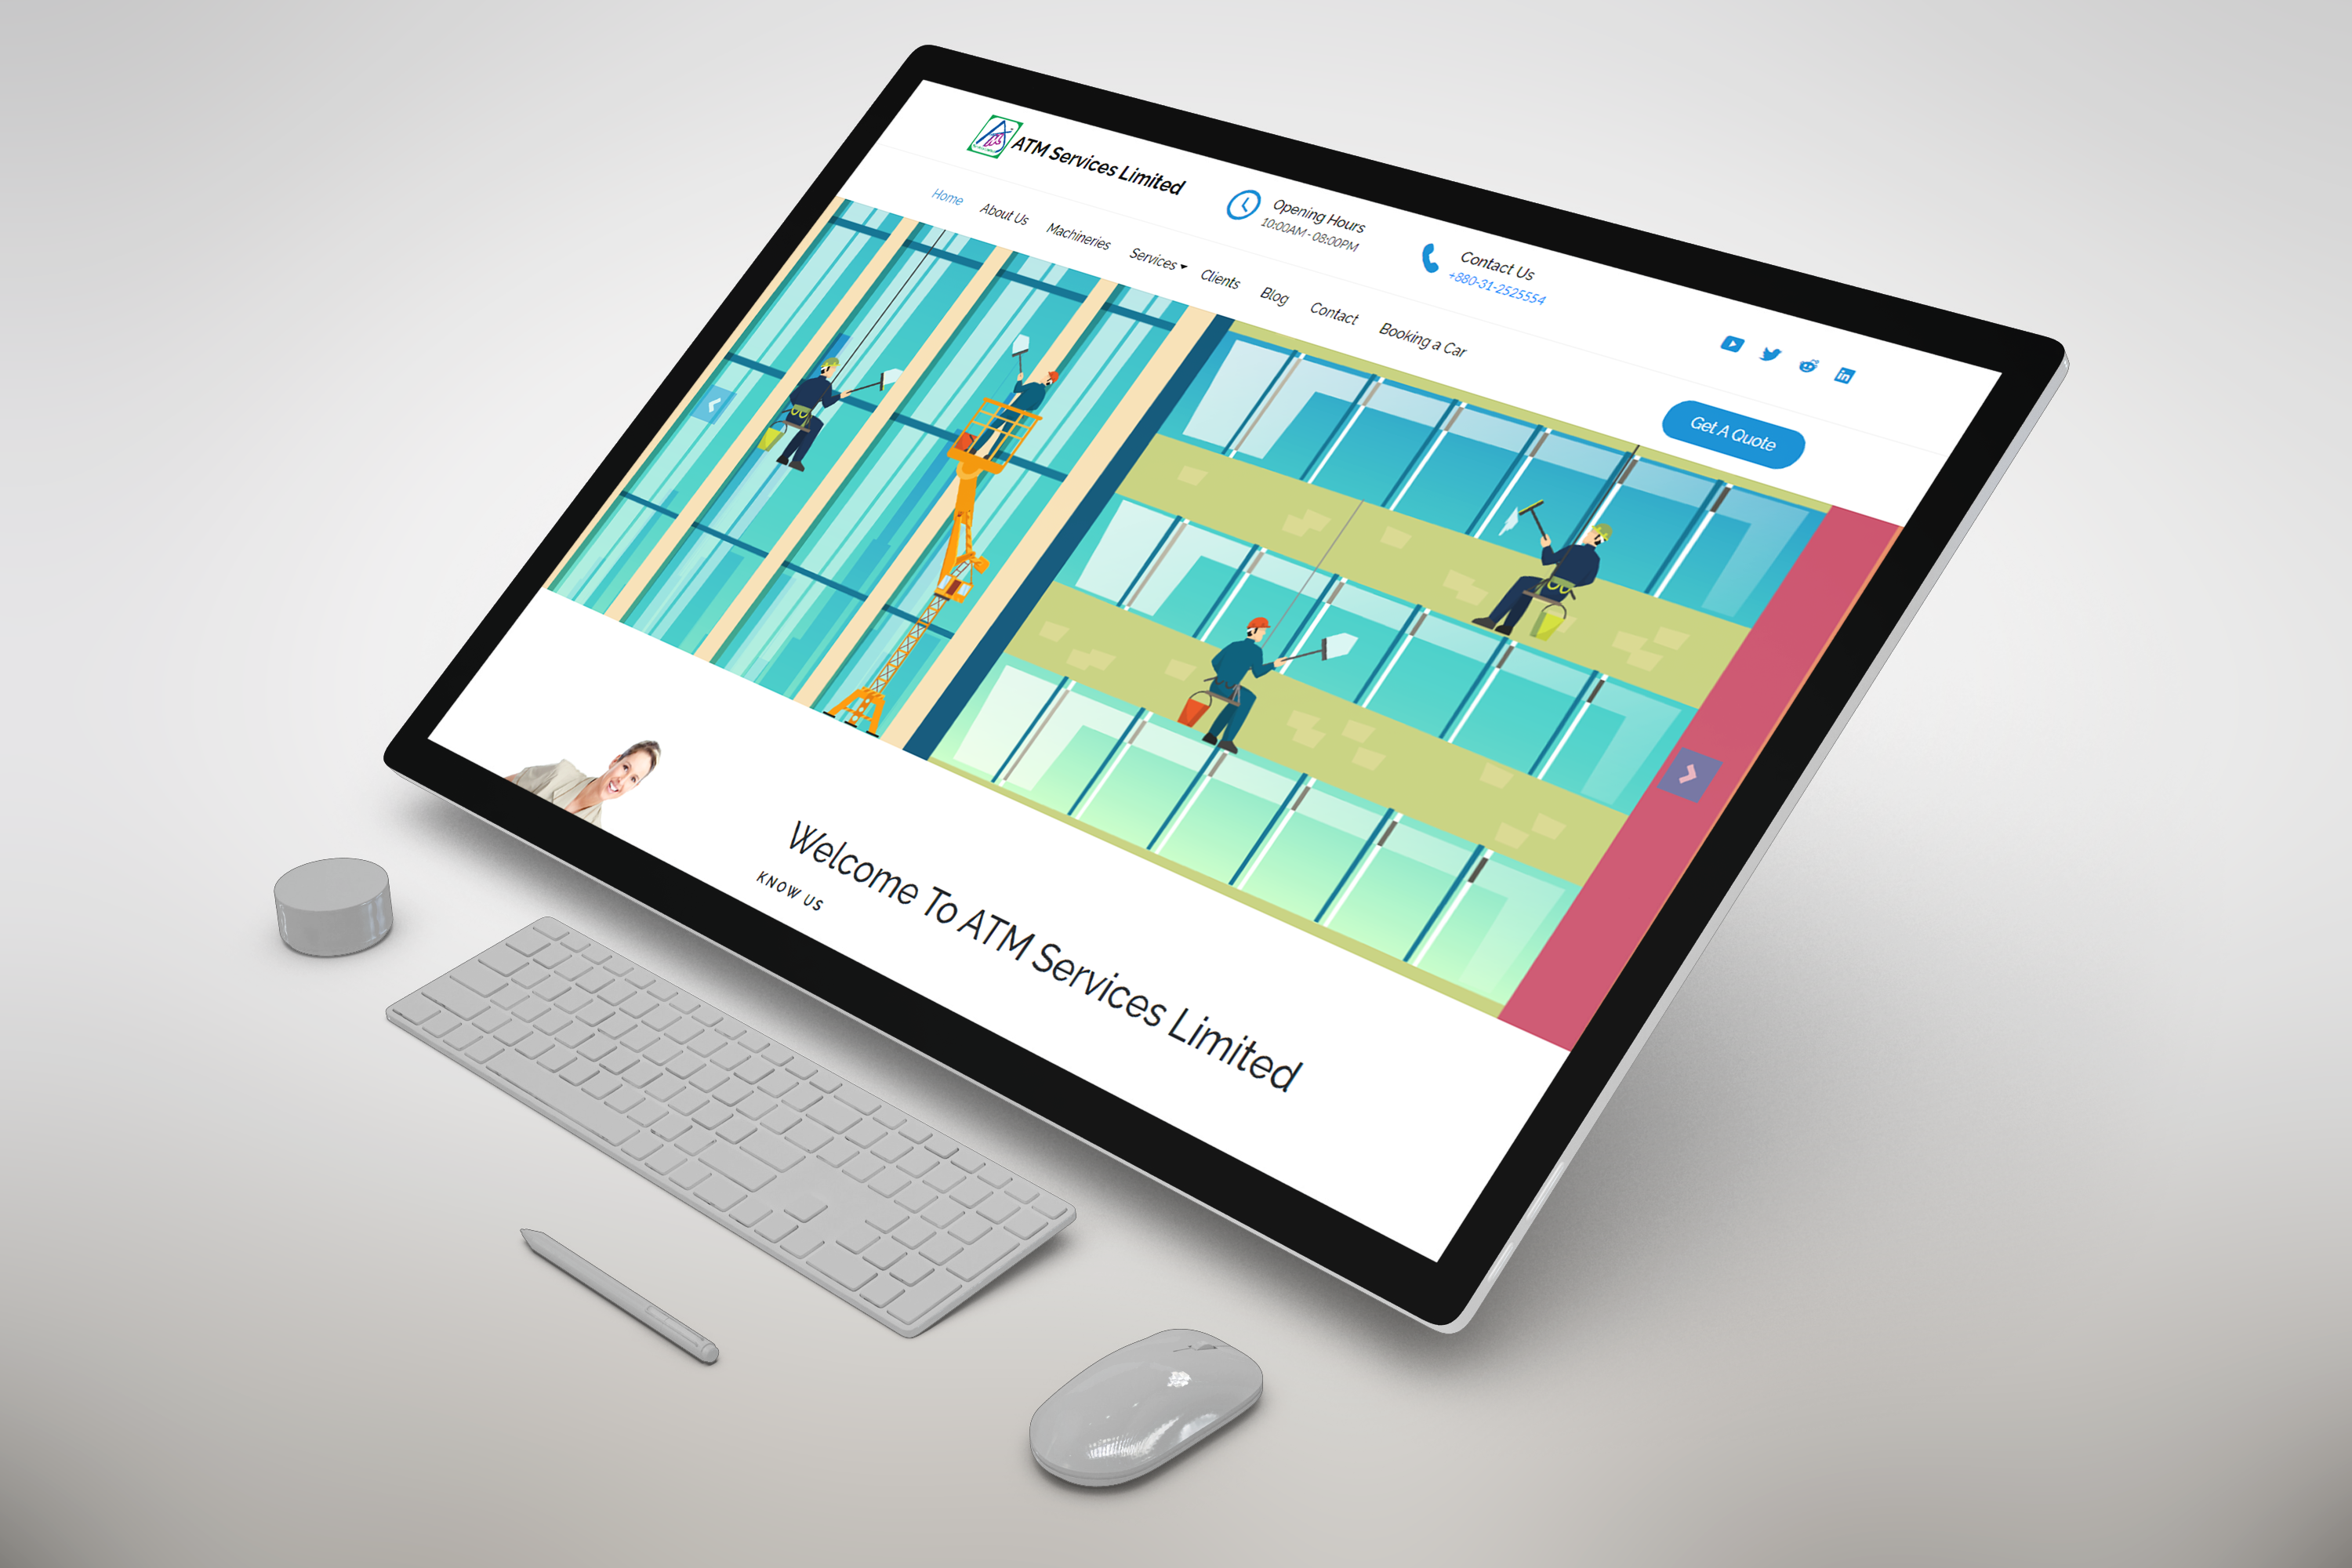 ATM Services Limited
Opening Hours
10:00AM - 08:00PM
Contact Us
+880-31-2525554
Home
About Us
Machineries
Services
Clients
Blog
Contact
Booking a Car
Get A Quote
Welcome To ATM Services Limited
KNOW US